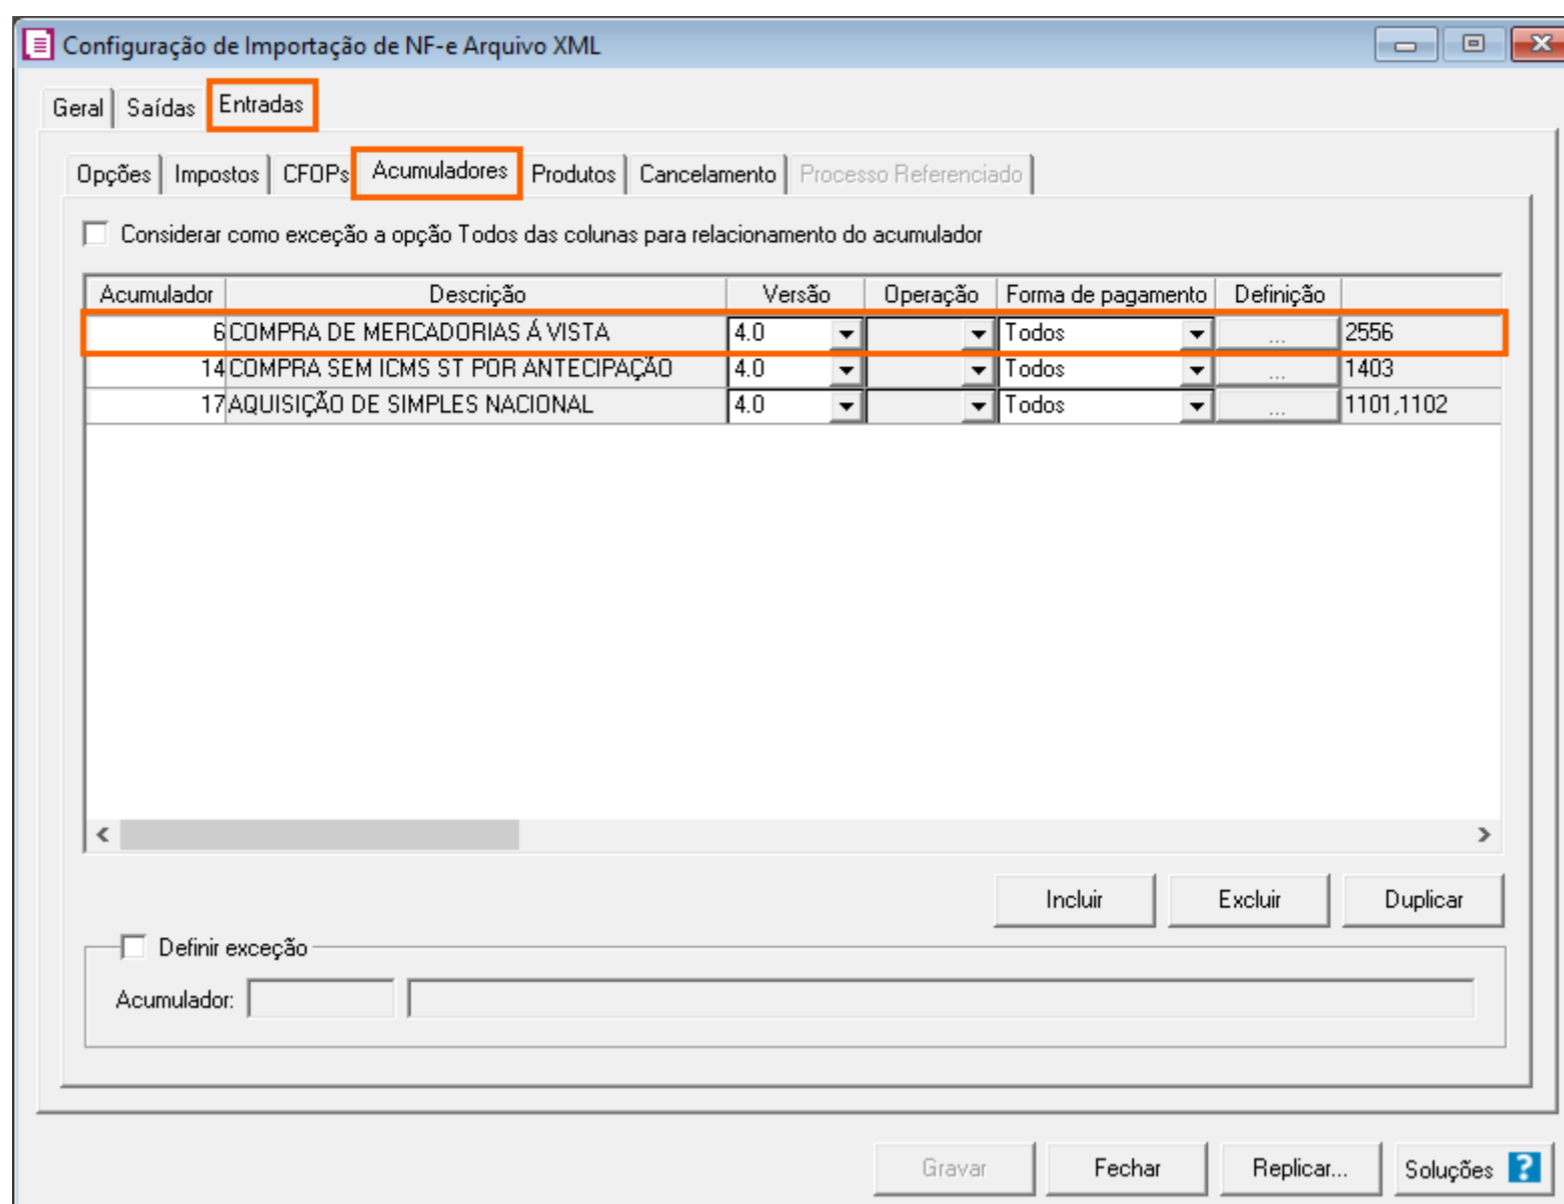 Configuração de Importação de NF-e Arquivo XML
Geral Saídas Entradas
Opções Impostos CFOPs Acumuladores Produtos Cancelamento Processo Referenciado
Considerar como exceção a opção Todos das colunas para relacionamento do acumulador
Acumulador Descrição Versão Operação Forma de pagamento Definição
6 COMPRA DE MERCADORIAS Á VISTA 4.0 Todos ... 2556
14 COMPRA SEM ICMS ST POR ANTECIPAÇÃO 4.0 Todos ... 1403
17 AQUISIÇÃO DE SIMPLES NACIONAL 4.0 Todos ... 1101,1102
Incluir Excluir Duplicar
Definir exceção
Acumulador:
Gravar Fechar Replicar... Soluções ?